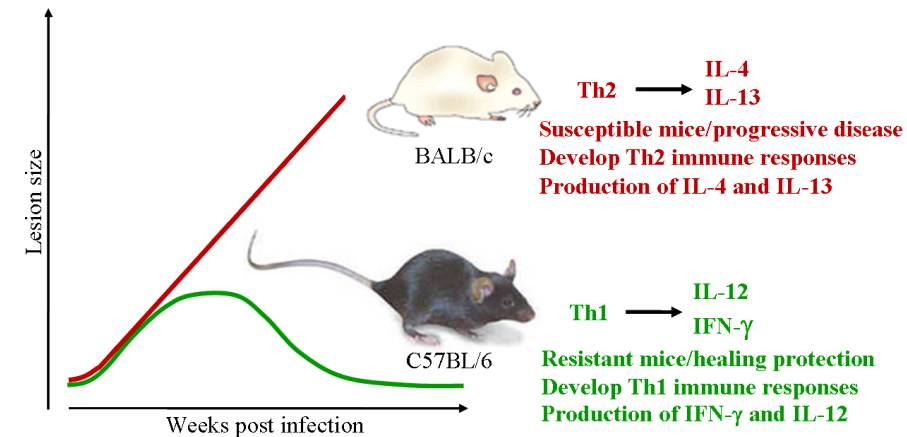 Lesion size
Weeks post infection
BALB/c
Th2
IL-4
IL-13
Susceptible mice/progressive disease
Develop Th2 immune responses
Production of IL-4 and IL-13
C57BL/6
Th1
IL-12
IFN-γ
Resistant mice/healing protection
Develop Th1 immune responses
Production of IFN-γ and IL-12